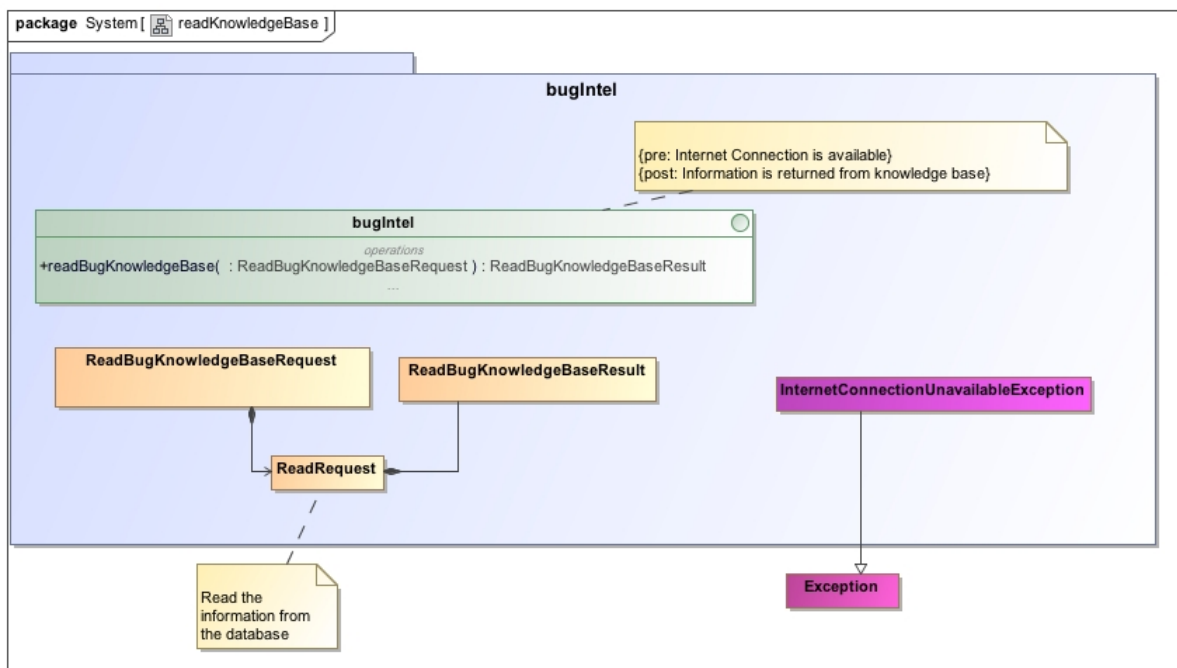 package System [ readKnowledgeBase ]
bugIntel
{pre: Internet Connection is available}
{post: Information is returned from knowledge base}
bugIntel
operations
+readBugKnowledgeBase(  : ReadBugKnowledgeBaseRequest ) : ReadBugKnowledgeBaseResult
...
ReadBugKnowledgeBaseRequest
ReadBugKnowledgeBaseResult
InternetConnectionUnavailableException
ReadRequest
Exception
Read the
information from
the database